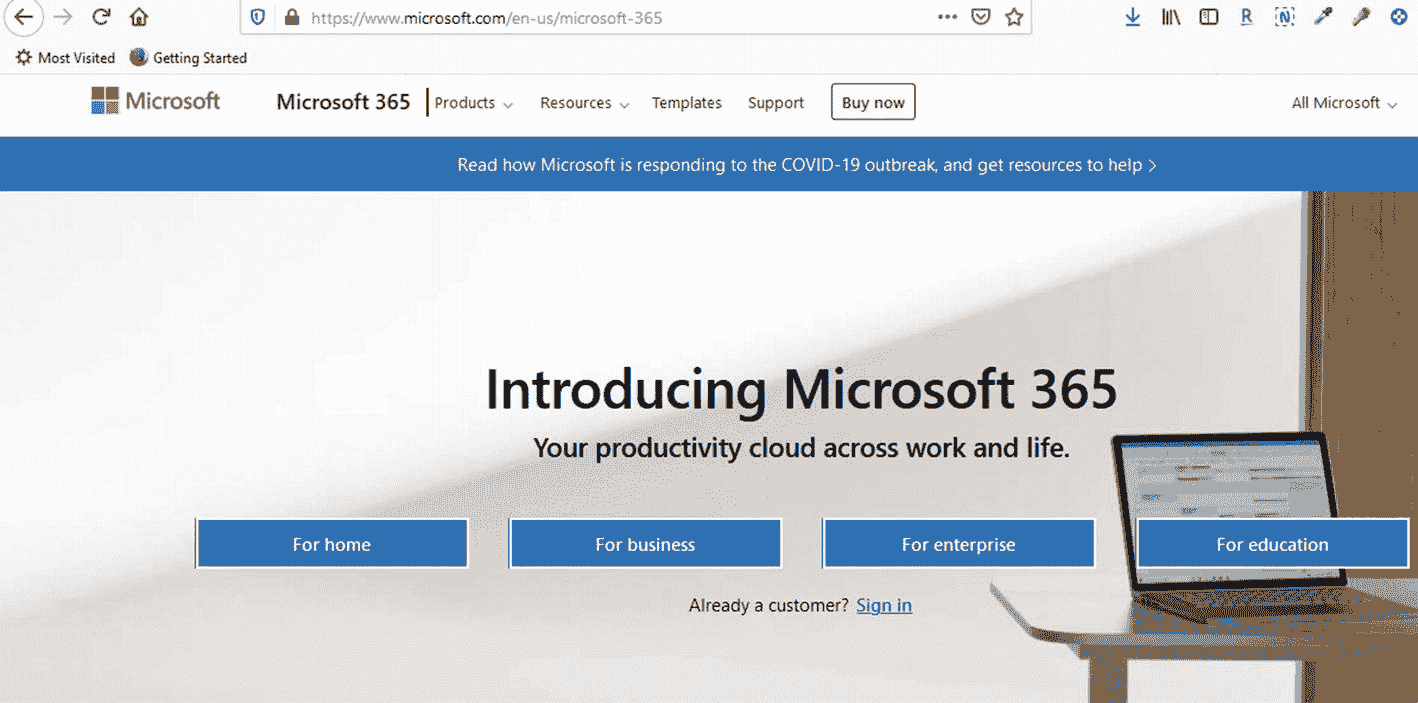 https://www.microsoft.com/en-us/microsoft-365
Most Visited Getting Started
Microsoft Microsoft 365 Products Resources Templates Support Buy now All Microsoft
Read how Microsoft is responding to the COVID-19 outbreak, and get resources to help >
Introducing Microsoft 365
Your productivity cloud across work and life.
For home For business For enterprise For education
Already a customer? Sign in